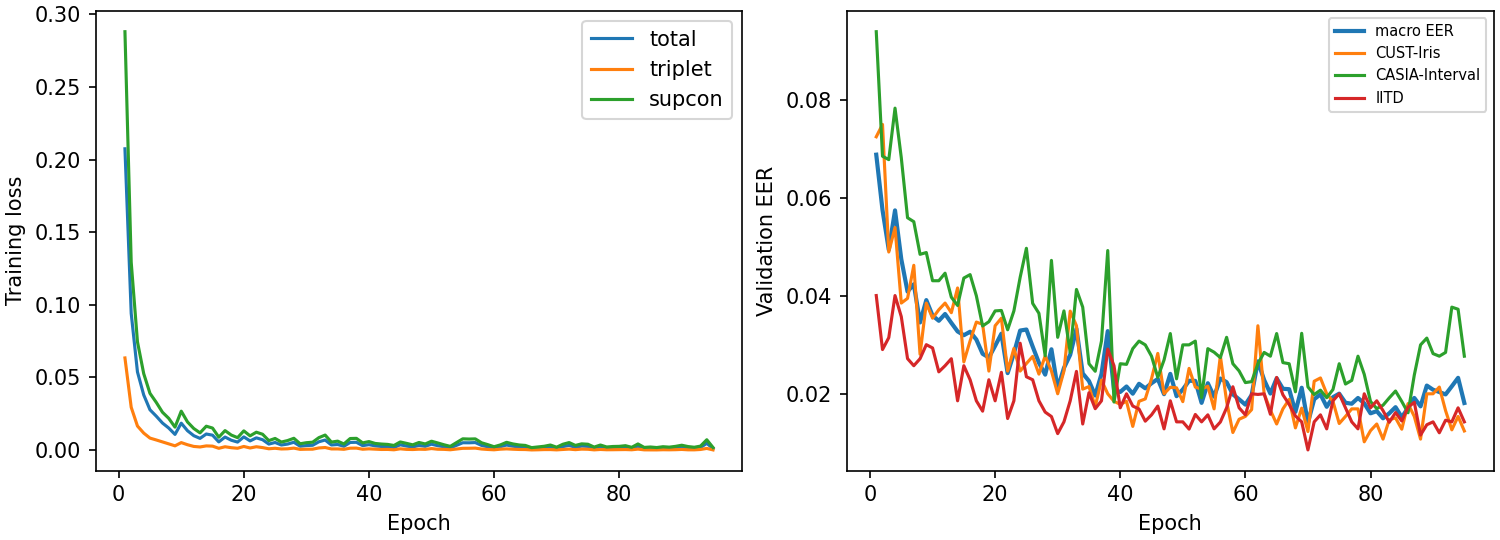 0.30
0.25
0.20
0.15
0.10
0.05
0.00
Training loss
0
20
40
60
80
Epoch
total
triplet
supcon
0.08
0.06
0.04
0.02
Validation EER
0
20
40
60
80
Epoch
macro EER
CUST-Iris
CASIA-Interval
IITD